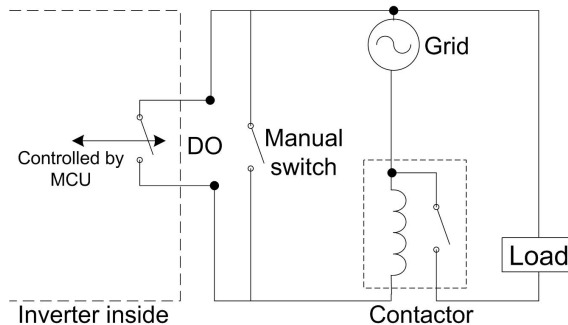 Grid
DO
Manual
switch
Controlled by
MCU
Load
Inverter inside
Contactor